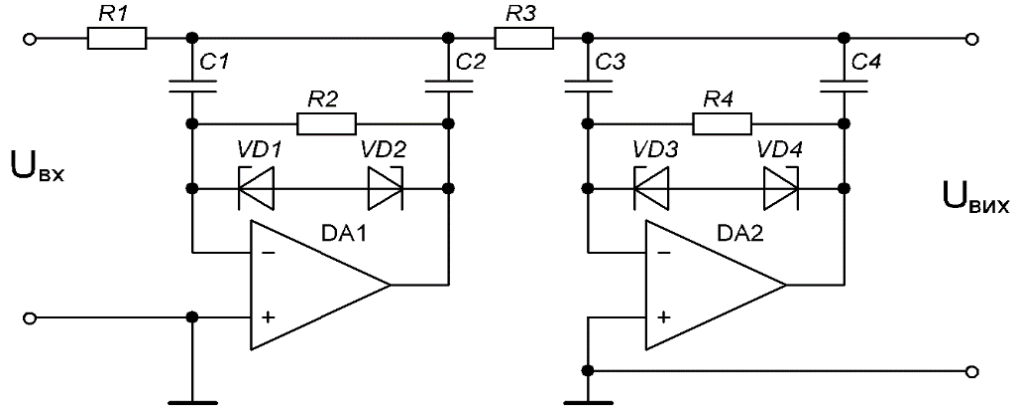 R1
R3
C1
C2
C3
C4
R2
R4
VD1
VD2
VD3
VD4
Uвх
Uвих
DA1
DA2
−
−
+
+